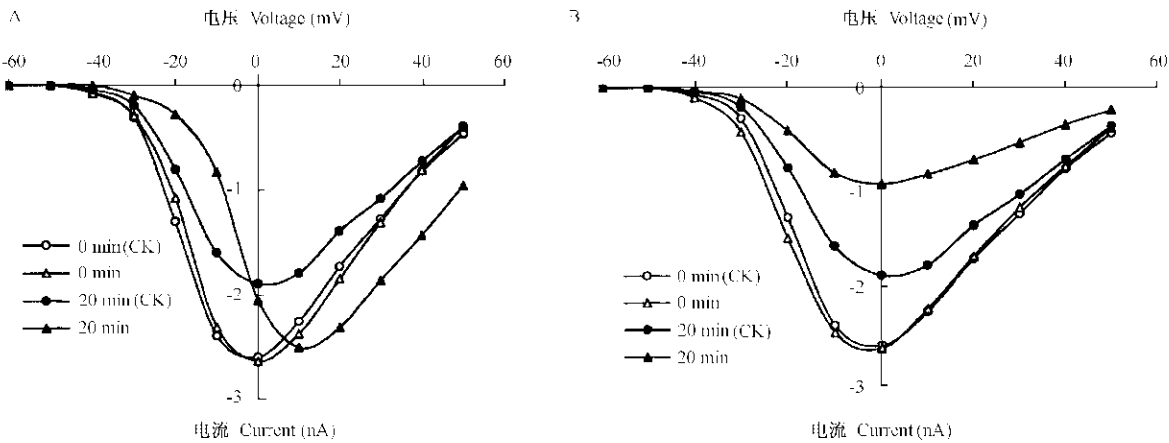 A
电压 Voltage (mV)
-60 -40 -20 0 20 40 60
0
-1
-2
-3
0 min (CK)
0 min
20 min (CK)
20 min
电流 Current (nA)
B
电压 Voltage (mV)
-60 -40 -20 0 20 40 60
0
-1
-2
-3
0 min (CK)
0 min
20 min (CK)
20 min
电流 Current (nA)